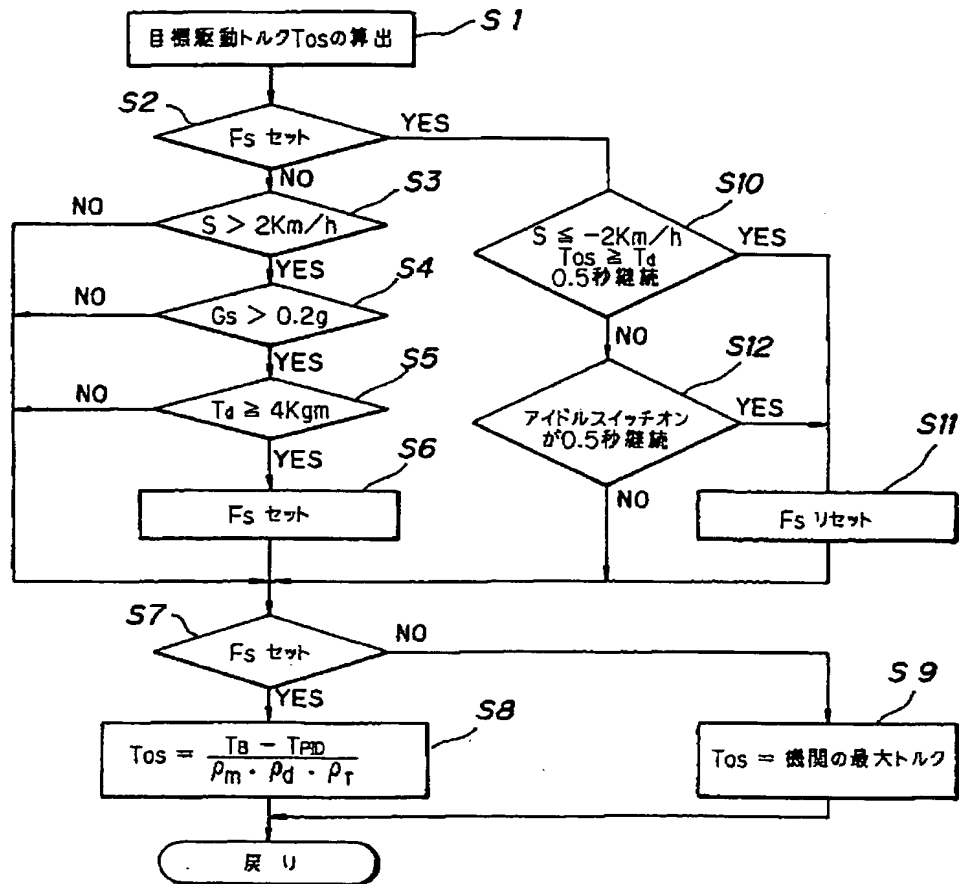 S1
目標駆動トルクTosの算出
S2
Fs セット
YES
NO
S3
S > 2Km/h
NO
YES
S4
Gs > 0.2g
NO
YES
S5
Td ≧ 4Kgm
NO
YES
S6
Fs セット
S10
S ≦ -2Km/h
Tos ≧ Td
0.5秒継続
YES
NO
S12
アイドルスイッチオン
が0.5秒継続
YES
NO
S11
Fs リセット
S7
Fs セット
NO
YES
S8
Tos = (TB − TPID) / (ρm · ρd · ρT)
S9
Tos = 機関の最大トルク
戻り